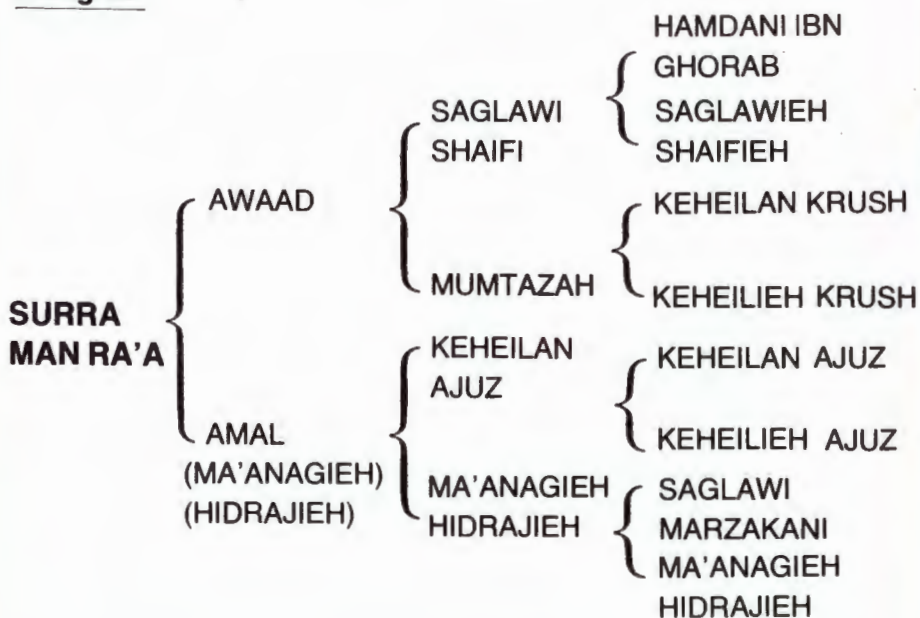 HAMDANI IBN
GHORAB
SAGLAWI
SHAIFI
SAGLAWIEH
SHAIFIEH
AWAAD
KEHEILAN KRUSH
MUMTAZAH
KEHEILIEH KRUSH
SURRA
MAN RA'A
KEHEILAN
AJUZ
KEHEILAN AJUZ
AMAL
(MA'ANAGIEH)
(HIDRAJIEH)
KEHEILIEH AJUZ
MA'ANAGIEH
HIDRAJIEH
SAGLAWI
MARZAKANI
MA'ANAGIEH
HIDRAJIEH